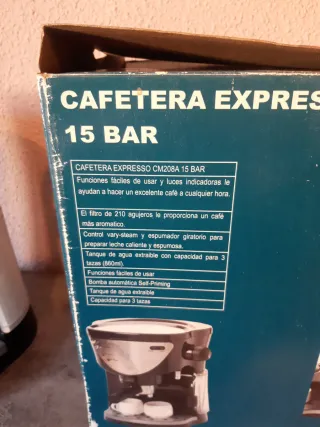 CAFETERA EXPRES
15 BAR
CAFETERA EXPRESSO CM208A 15 BAR
Funciones fáciles de usar y luces indicadoras le
ayudan a hacer un excelente café a cualquier hora.
El filtro de 210 agujeros le proporciona un café
más aromatico.
Control vary-steam y espumador giratorio para
preparar leche caliente y espumosa.
Tanque de agua extraible con capacidad para 3
tazas (860ml).
Funciones fáciles de usar
Bomba automática Self-Priming
Tanque de agua extraible
Capacidad para 3 tazas